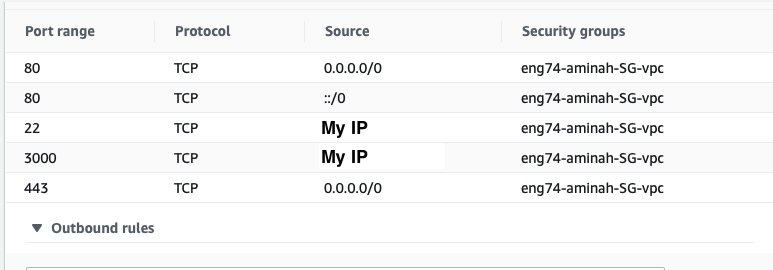 Port range Protocol Source Security groups
80 TCP 0.0.0.0/0 eng74-aminah-SG-vpc
80 TCP ::/0 eng74-aminah-SG-vpc
22 TCP My IP eng74-aminah-SG-vpc
3000 TCP My IP eng74-aminah-SG-vpc
443 TCP 0.0.0.0/0 eng74-aminah-SG-vpc
▼ Outbound rules